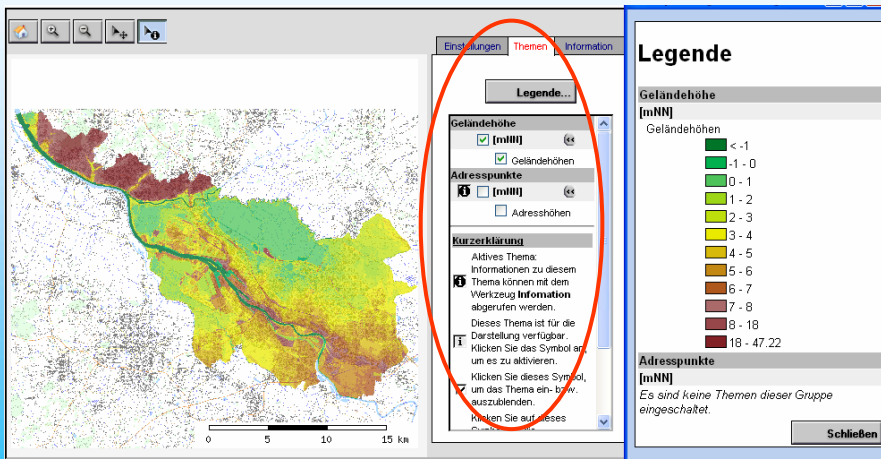 Einstellungen Themen Information
Legende...
Geländehöhe
[mNN]
Geländehöhen
Adresspunkte
[mNN]
Adresshöhen
Kurzerklärung
Aktives Thema:
Informationen zu diesem
Thema können mit dem
Werkzeug Infomation
abgerufen werden.
Dieses Thema ist für die
Darstellung verfügbar.
Klicken Sie das Symbol an,
um es zu aktivieren.
Klicken Sie dieses Symbol,
um das Thema ein- bzw.
auszublenden.
Klicken Sie auf dieses
0 5 10 15 km
Legende
Geländehöhe
[mNN]
Geländehöhen
< -1
-1 - 0
0 - 1
1 - 2
2 - 3
3 - 4
4 - 5
5 - 6
6 - 7
7 - 8
8 - 18
18 - 47.22
Adresspunkte
[mNN]
Es sind keine Themen dieser Gruppe
eingeschaltet.
Schließen